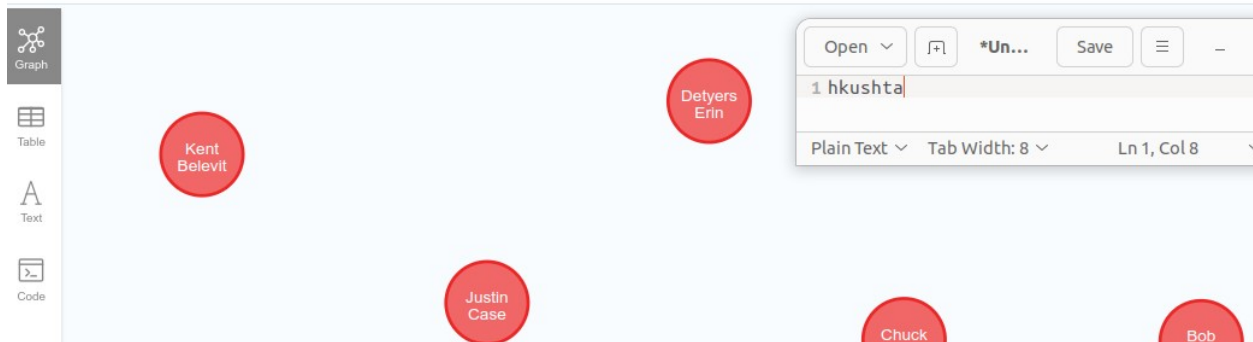 Graph
Table
Text
Code
Kent
Belevit
Detyers
Erin
Justin
Case
Chuck
Bob
Open
*Un...
Save
1 hkushta
Plain Text
Tab Width: 8
Ln 1, Col 8